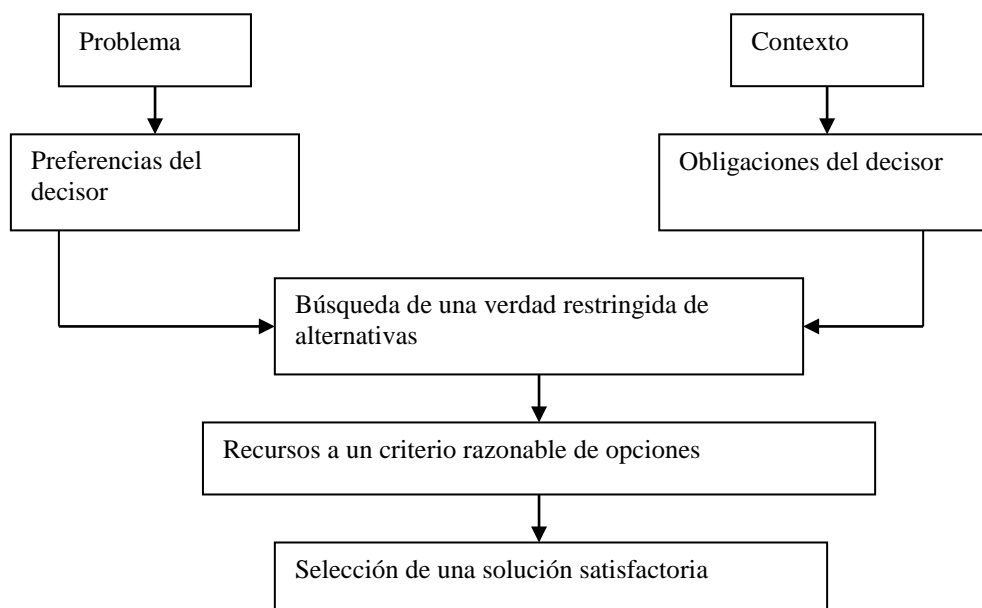 Problema
Contexto
Preferencias del
decisor
Obligaciones del decisor
Búsqueda de una verdad restringida de
alternativas
Recursos a un criterio razonable de opciones
Selección de una solución satisfactoria